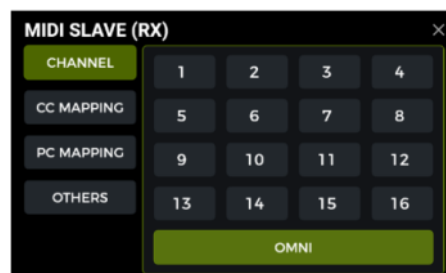 MIDI SLAVE (RX) ×
CHANNEL
CC MAPPING
PC MAPPING
OTHERS
1 2 3 4
5 6 7 8
9 10 11 12
13 14 15 16
OMNI